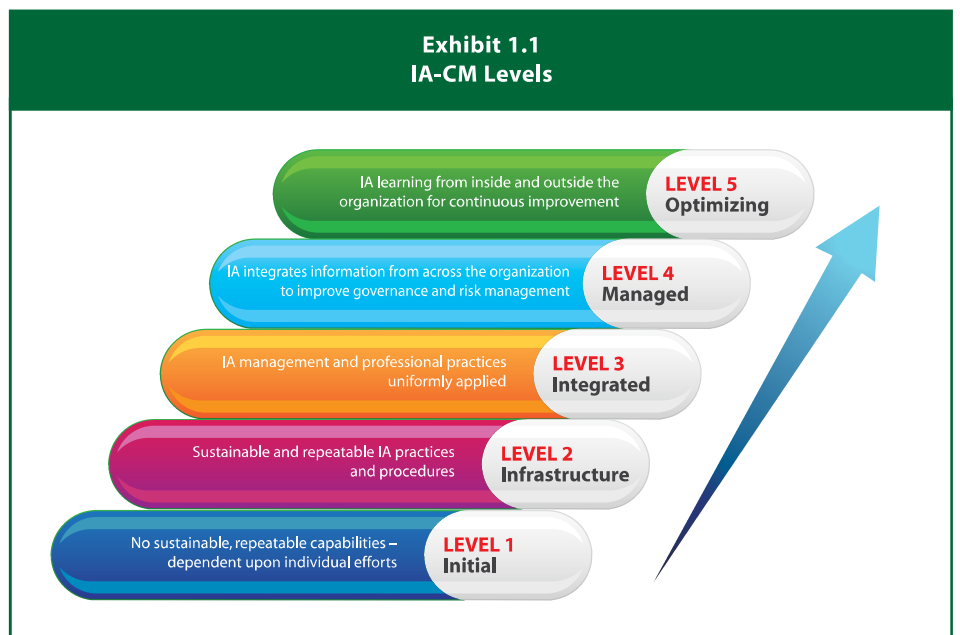 Exhibit 1.1
IA-CM Levels
IA learning from inside and outside the
organization for continuous improvement
LEVEL 5
Optimizing
IA integrates information from across the organization
to improve governance and risk management
LEVEL 4
Managed
IA management and professional practices
uniformly applied
LEVEL 3
Integrated
Sustainable and repeatable IA practices
and procedures
LEVEL 2
Infrastructure
No sustainable, repeatable capabilities –
dependent upon individual efforts
LEVEL 1
Initial